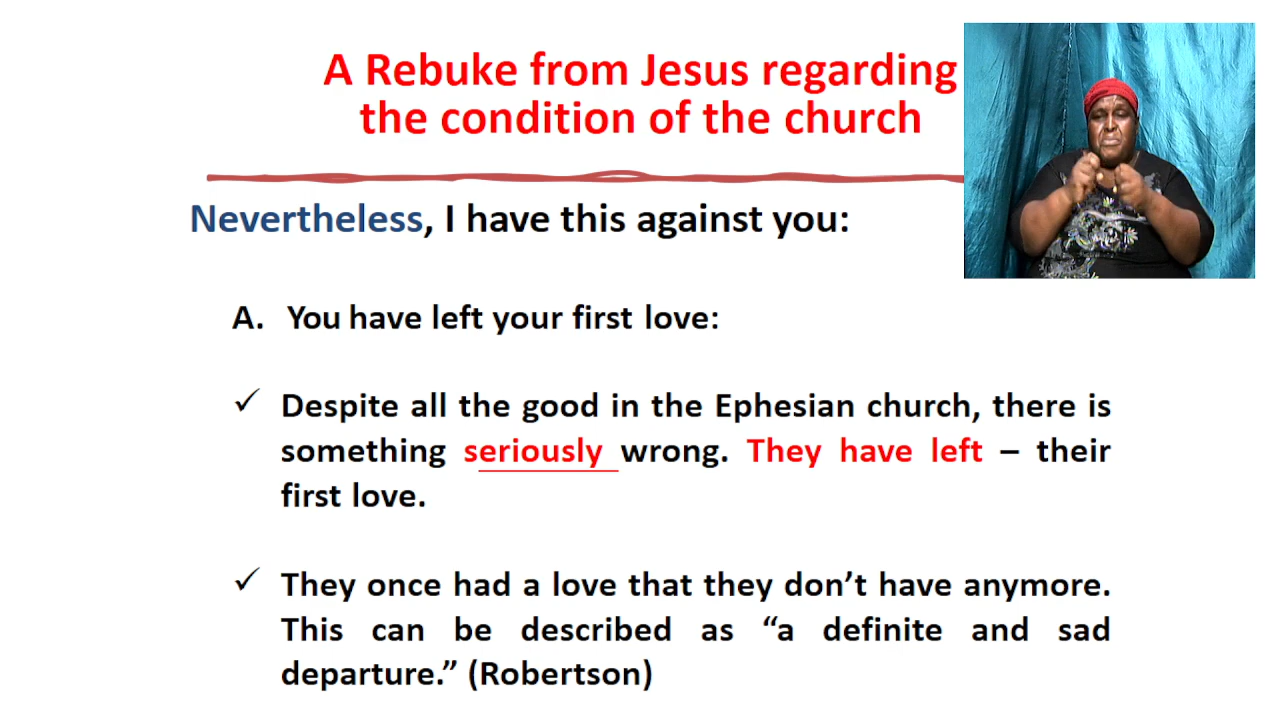 A Rebuke from Jesus regarding
the condition of the church
Nevertheless, I have this against you:
A. You have left your first love:
✓ Despite all the good in the Ephesian church, there is
something seriously wrong. They have left – their
first love.
✓ They once had a love that they don’t have anymore.
This can be described as “a definite and sad
departure.” (Robertson)